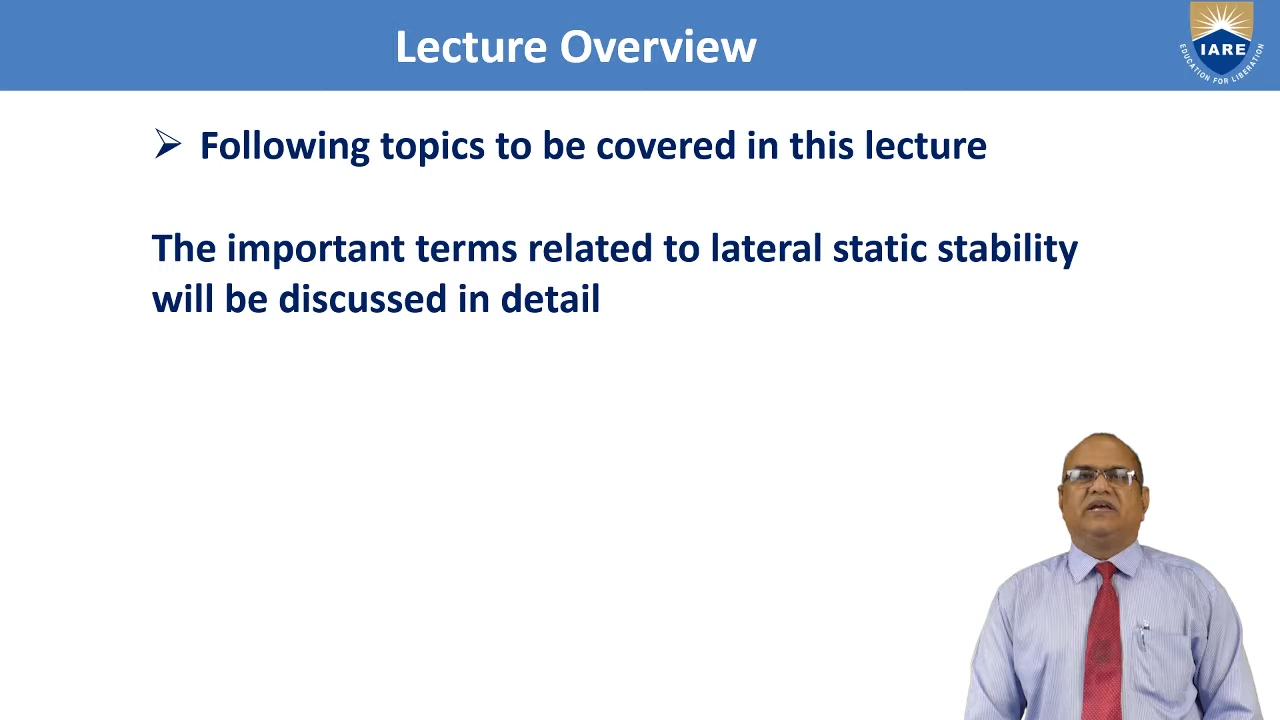 Lecture Overview
IARE
EDUCATION FOR LIBERATION
Following topics to be covered in this lecture
The important terms related to lateral static stability
will be discussed in detail